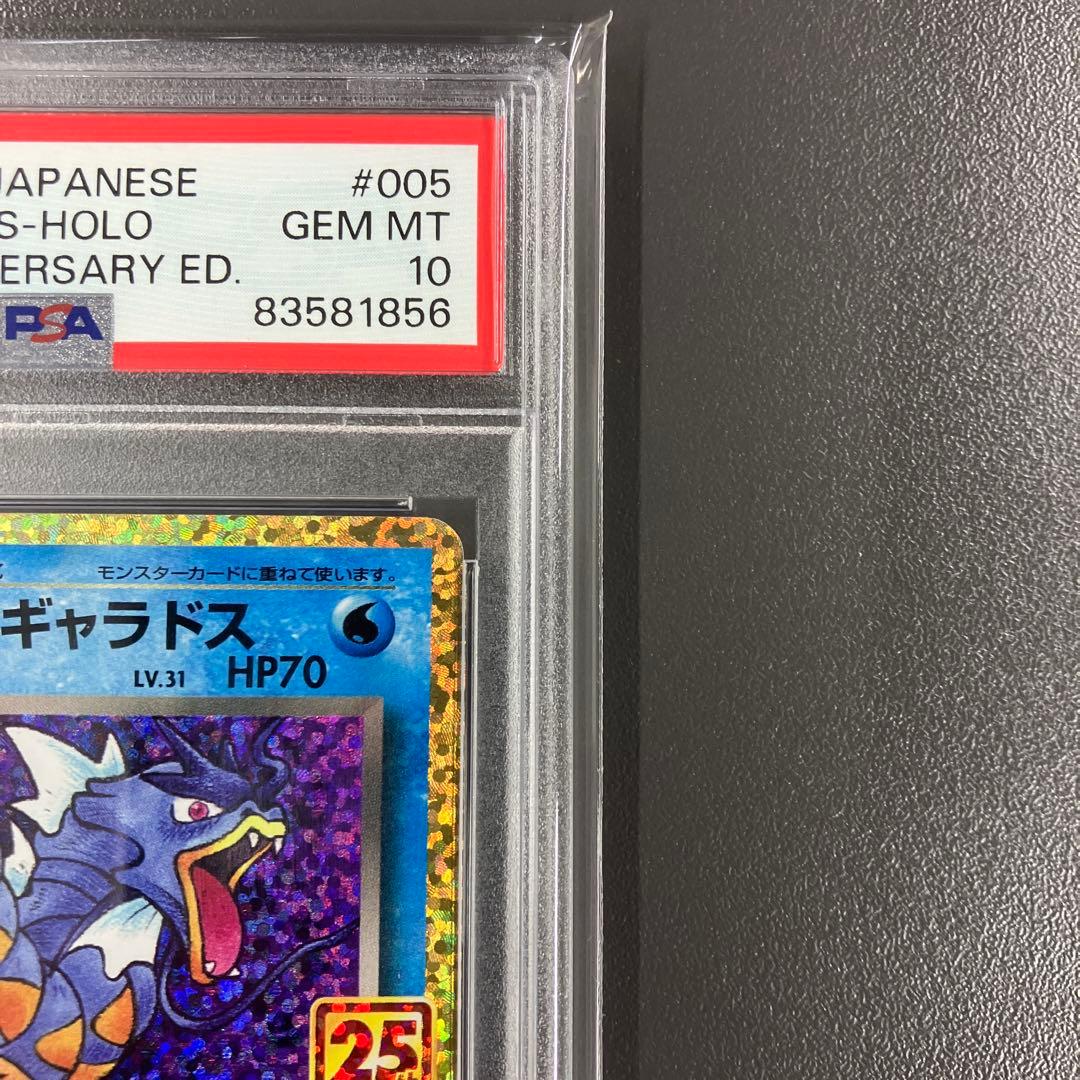 JAPANESE #005
S-HOLO GEM MT
ERSARY ED. 10
PSA 83581856
モンスターカードに重ねて使います。
ギャラドス
LV.31 HP70
25th